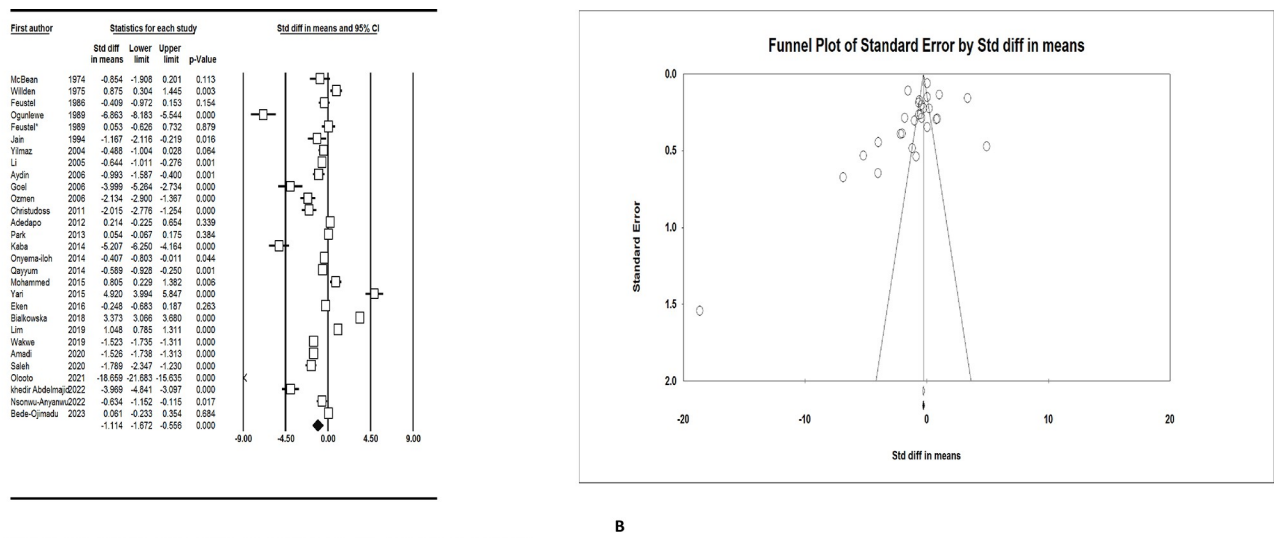 First author Statistics for each study Std diff in means and 95% CI
Std diff Lower Upper
in means limit limit p-Value
McBean 1974 -0.854 -1.908 0.201 0.113
Willden 1975 0.875 0.304 1.445 0.003
Feustel 1986 -0.409 -0.972 0.153 0.154
Ogunlewe 1989 -6.863 -8.183 -5.544 0.000
Feustel* 1989 0.053 -0.626 0.732 0.879
Jain 1994 -1.167 -2.116 -0.219 0.016
Yilmaz 2004 -0.488 -1.004 0.028 0.064
Li 2005 -0.644 -1.011 -0.276 0.001
Aydin 2006 -0.993 -1.587 -0.400 0.001
Goel 2006 -3.999 -5.264 -2.734 0.000
Ozmen 2006 -2.134 -2.900 -1.367 0.000
Christudoss 2011 -2.015 -2.776 -1.254 0.000
Adedapo 2012 0.214 -0.225 0.654 0.339
Park 2013 0.054 -0.067 0.175 0.384
Kaba 2014 -5.207 -6.250 -4.164 0.000
Onyema-iloh 2014 -0.407 -0.803 -0.011 0.044
Qayyum 2014 -0.589 -0.928 -0.250 0.001
Mohammed 2015 0.805 0.229 1.382 0.006
Yari 2015 4.920 3.994 5.847 0.000
Eken 2016 -0.248 -0.683 0.187 0.263
Bialkowska 2018 3.373 3.066 3.680 0.000
Lim 2019 1.048 0.785 1.311 0.000
Wakwe 2019 -1.523 -1.735 -1.311 0.000
Amadi 2020 -1.526 -1.738 -1.313 0.000
Saleh 2020 -1.789 -2.347 -1.230 0.000
Olooto 2021 -18.659 -21.683 -15.635 0.000
khedir Abdelmajid 2022 -3.969 -4.841 -3.097 0.000
Nsonwu-Anyanwu 2022 -0.634 -1.152 -0.115 0.017
Bede-Ojimadu 2023 0.061 -0.233 0.354 0.684
-1.114 -1.672 -0.556 0.000
-9.00 -4.50 0.00 4.50 9.00
Funnel Plot of Standard Error by Std diff in means
0.0
0.5
1.0
1.5
2.0
Standard Error
-20 -10 0 10 20
Std diff in means
B